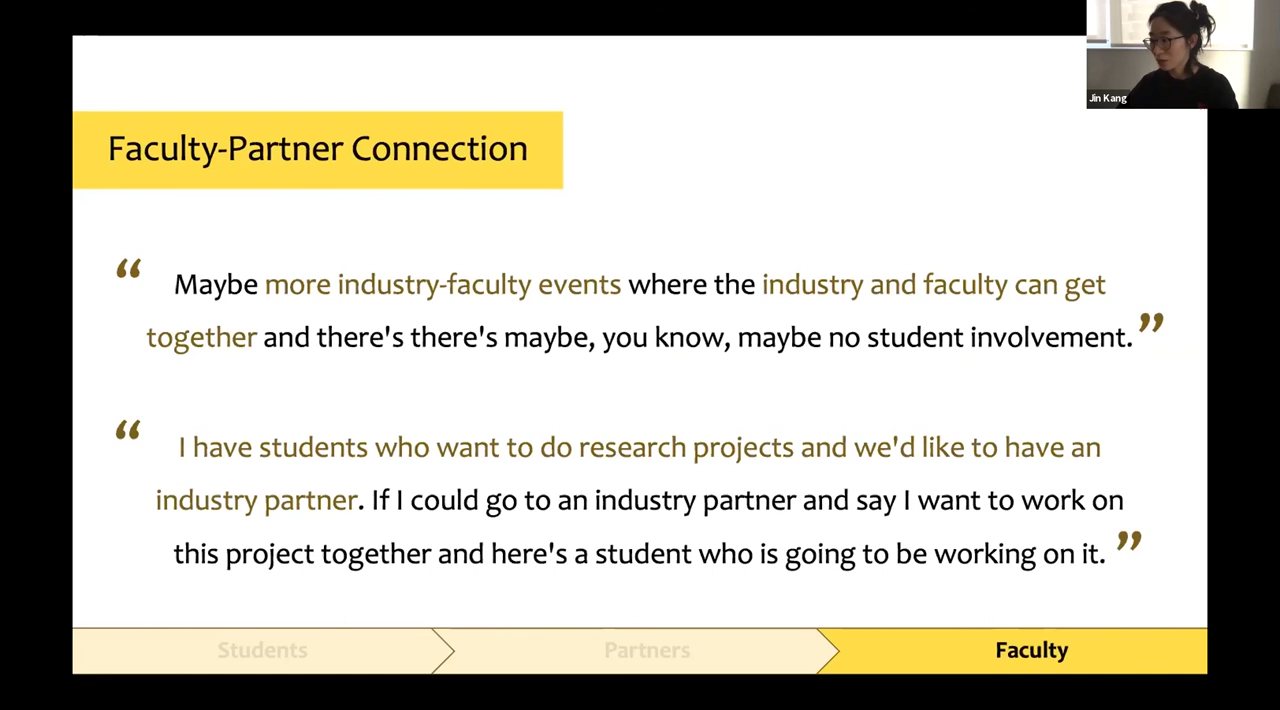 Jin Kang
Faculty-Partner Connection
“ Maybe more industry-faculty events where the industry and faculty can get
together and there's there's maybe, you know, maybe no student involvement. ”
“ I have students who want to do research projects and we'd like to have an
industry partner. If I could go to an industry partner and say I want to work on
this project together and here's a student who is going to be working on it. ”
Students
Partners
Faculty